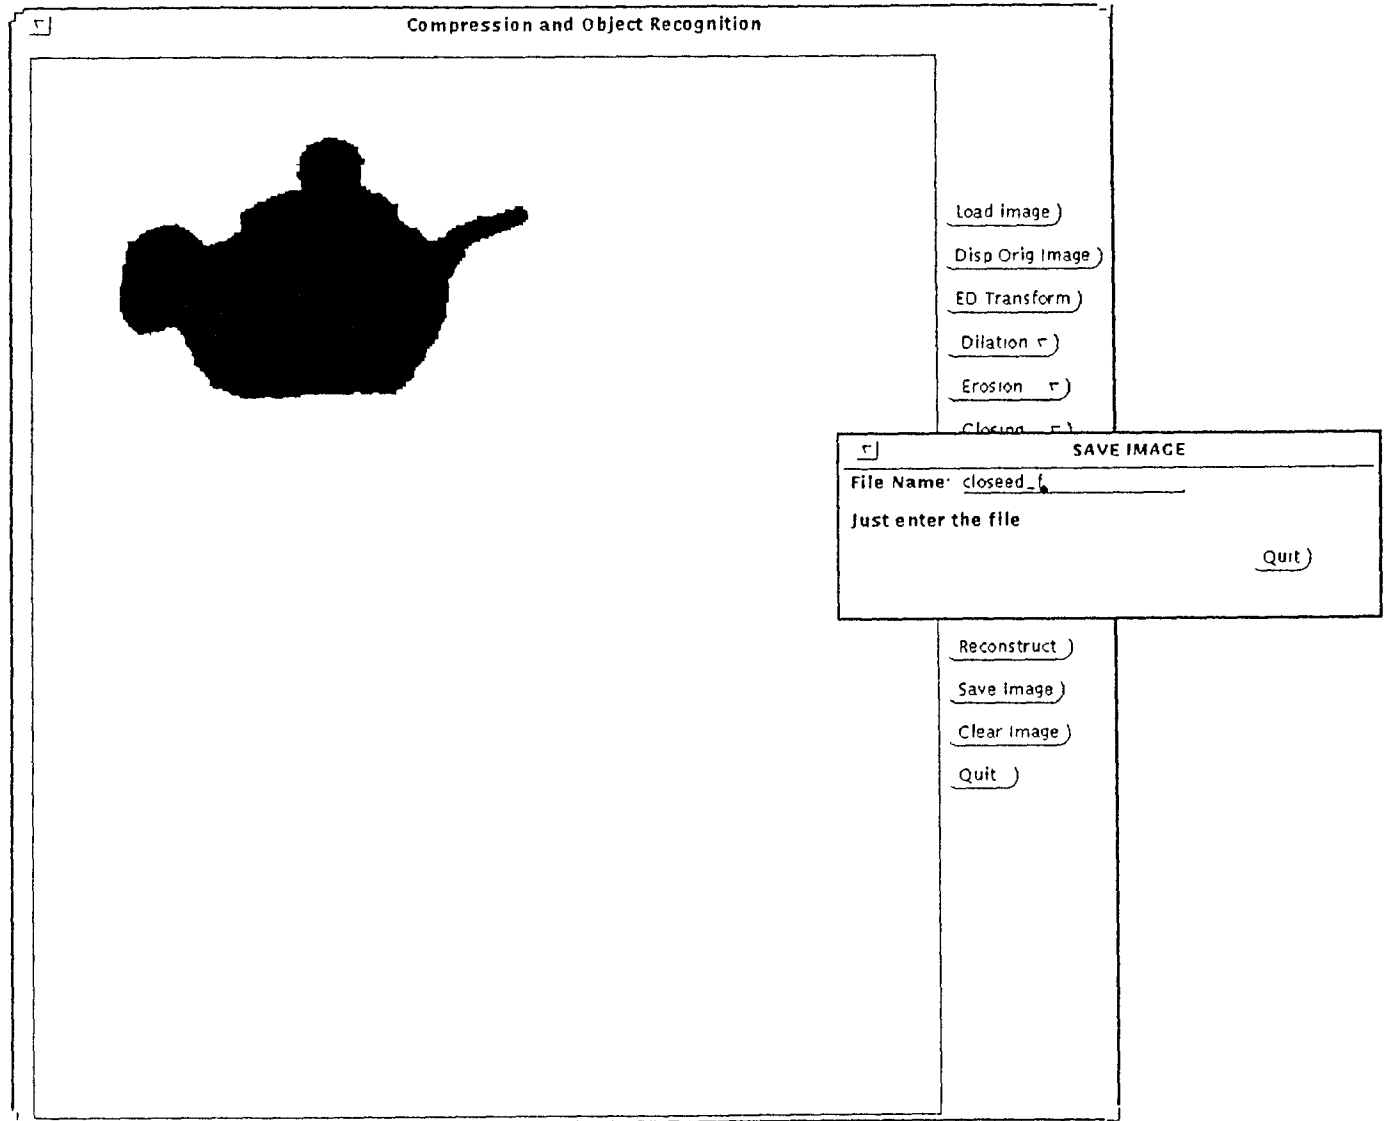 Compression and Object Recognition
Load image
Disp Orig Image
ED Transform
Dilation
Erosion
Closing
SAVE IMAGE
File Name: closeed_f
Just enter the file
Quit
Reconstruct
Save Image
Clear Image
Quit